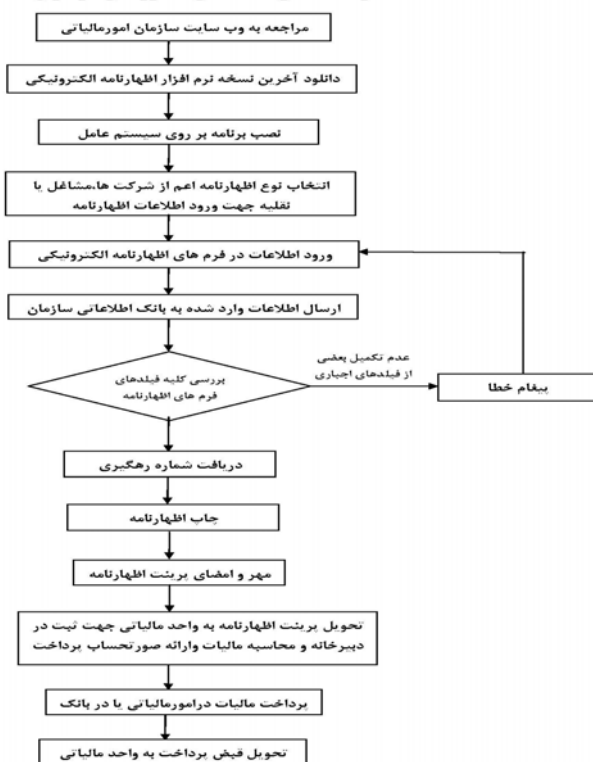 مراجعه به وب سایت سازمان امورمالیاتی
دانلود آخرین نسخه نرم افزار اظهارنامه الکترونیکی
نصب برنامه بر روی سیستم عامل
انتخاب نوع اظهارنامه اعم از شرکت ها،مشاغل یا
نقلیه جهت ورود اطلاعات اظهارنامه
ورود اطلاعات در فرم های اظهارنامه الکترونیکی
ارسال اطلاعات وارد شده به بانک اطلاعاتی سازمان
بررسی کلیه فیلدهای
فرم های اظهارنامه
عدم تکمیل بعضی
از فیلدهای اجباری
پیغام خطا
دریافت شماره رهگیری
چاپ اظهارنامه
مهر و امضای پرینت اظهارنامه
تحویل پرینت اظهارنامه به واحد مالیاتی جهت ثبت در
دبیرخانه و محاسبه مالیات وارائه صورتحساب پرداخت
پرداخت مالیات درامورمالیاتی یا در بانک
تحویل قبض پرداخت به واحد مالیاتی